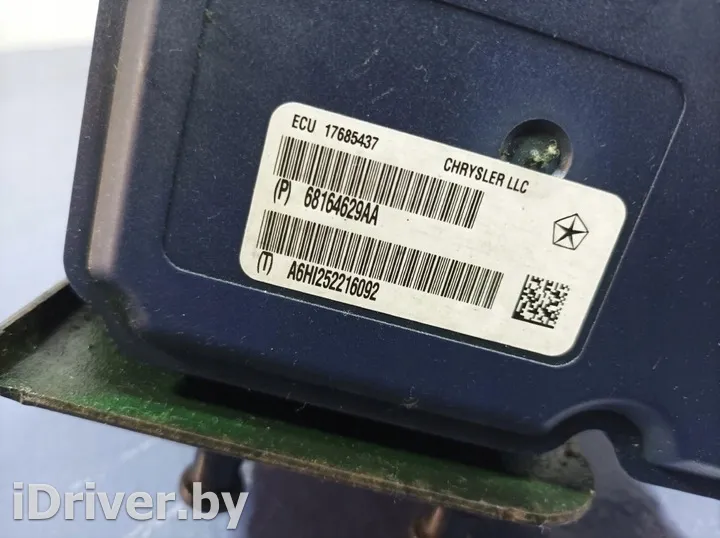 ECU 17685437
CHRYSLER LLC
(P) 68164629AA
(T) A6HI252216092
iDriver.by